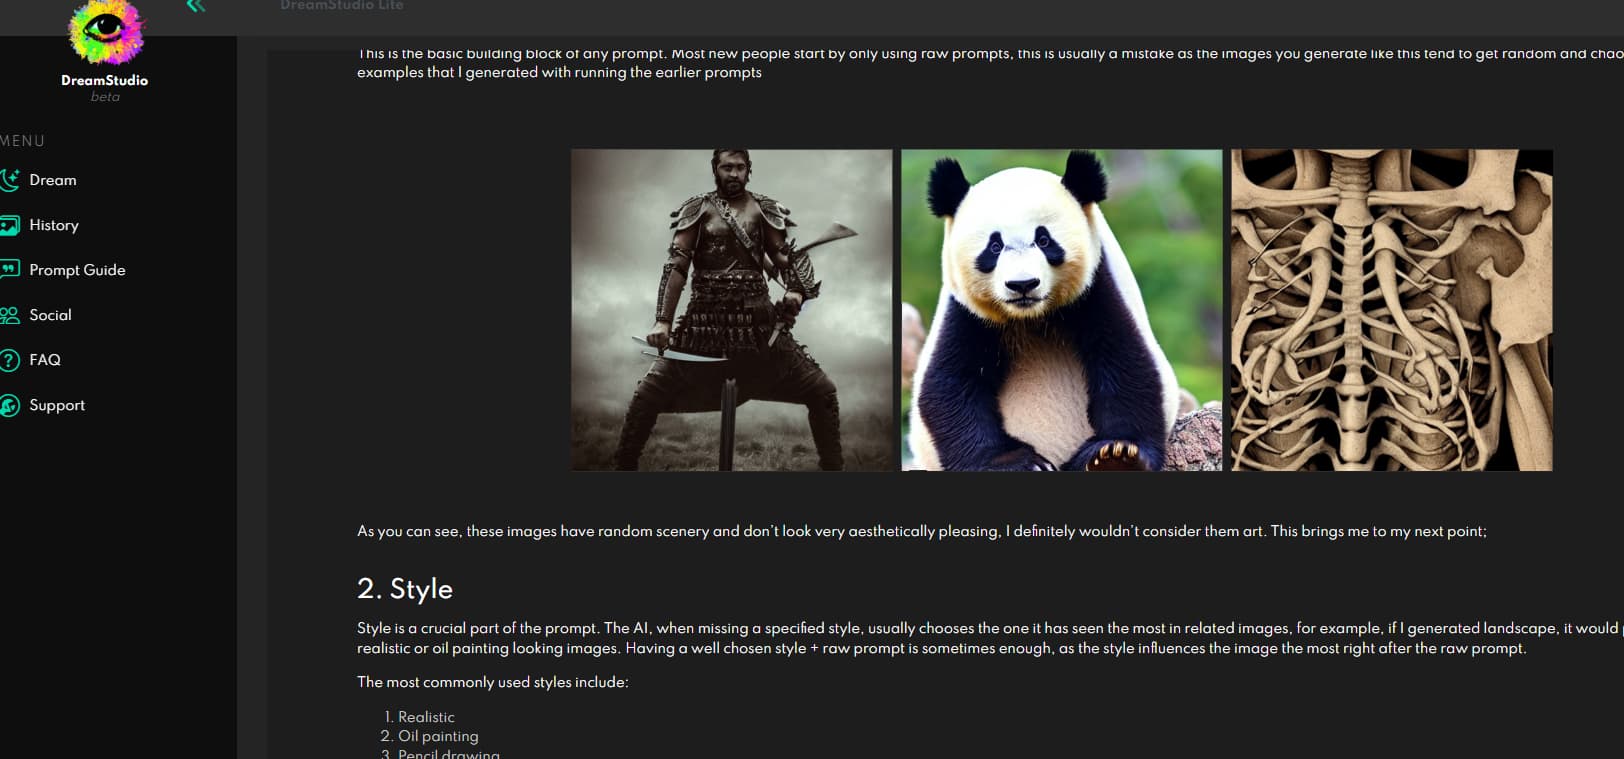 DreamStudio Lite
DreamStudio
beta
MENU
Dream
History
Prompt Guide
Social
FAQ
Support
This is the basic building block of any prompt. Most new people start by only using raw prompts, this is usually a mistake as the images you generate like this tend to get random and chao
examples that I generated with running the earlier prompts
As you can see, these images have random scenery and don't look very aesthetically pleasing, I definitely wouldn't consider them art. This brings me to my next point;
2. Style
Style is a crucial part of the prompt. The AI, when missing a specified style, usually chooses the one it has seen the most in related images, for example, if I generated landscape, it would
realistic or oil painting looking images. Having a well chosen style + raw prompt is sometimes enough, as the style influences the image the most right after the raw prompt.
The most commonly used styles include:
1. Realistic
2. Oil painting
3. Pencil drawing